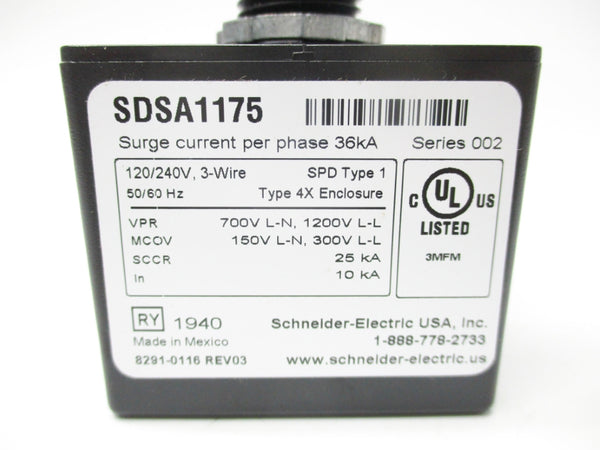 SDSA1175
Surge current per phase 36kA Series 002
120/240V, 3-Wire SPD Type 1
50/60 Hz Type 4X Enclosure
VPR 700V L-N, 1200V L-L
MCOV 150V L-N, 300V L-L
SCCR 25 kA
In 10 kA
C UL US
LISTED
3MFM
RY 1940
Made in Mexico
8291-0116 REV03
Schneider-Electric USA, Inc.
1-888-778-2733
www.schneider-electric.us